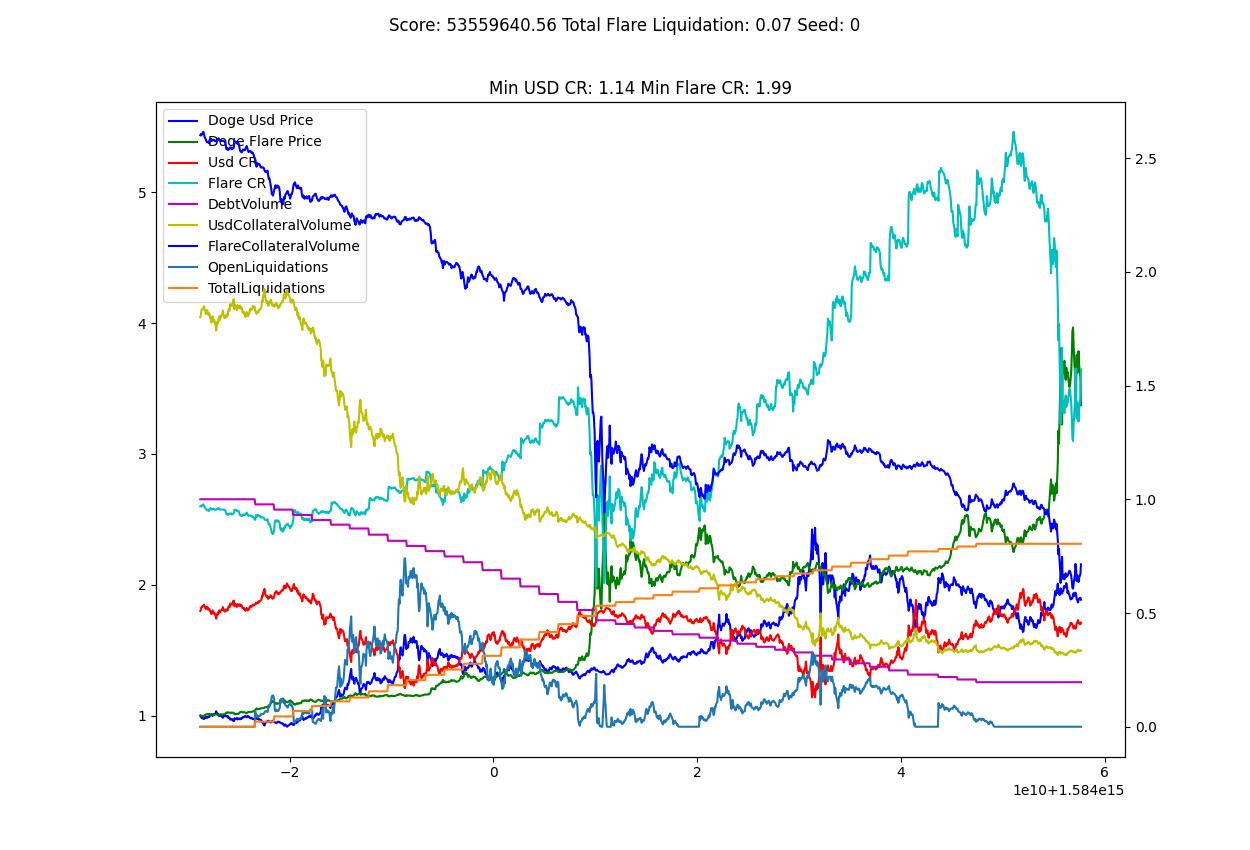 Score: 53559640.56 Total Flare Liquidation: 0.07 Seed: 0
Min USD CR: 1.14 Min Flare CR: 1.99
Doge Usd Price
Doge Flare Price
Usd CR
Flare CR
DebtVolume
UsdCollateralVolume
FlareCollateralVolume
OpenLiquidations
TotalLiquidations
5
4
3
2
1
2.5
2.0
1.5
1.0
0.5
0.0
−2
0
2
4
6
1e10+1.584e15